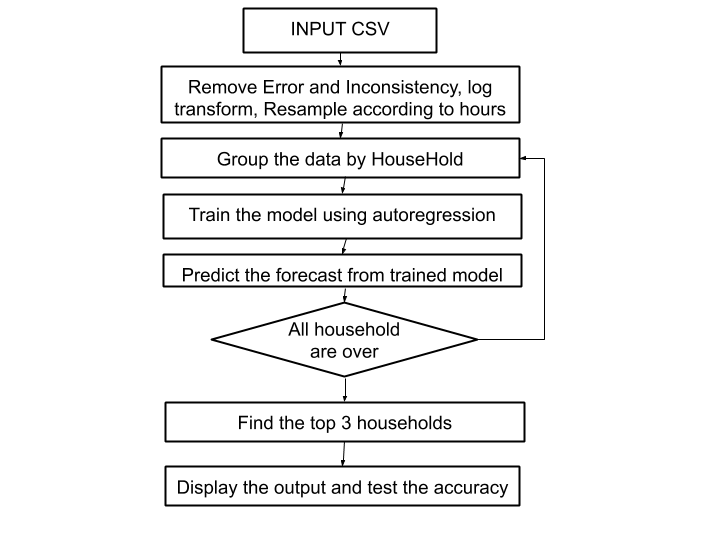 INPUT CSV
Remove Error and Inconsistency, log
transform, Resample according to hours
Group the data by HouseHold
Train the model using autoregression
Predict the forecast from trained model
All household
are over
Find the top 3 households
Display the output and test the accuracy